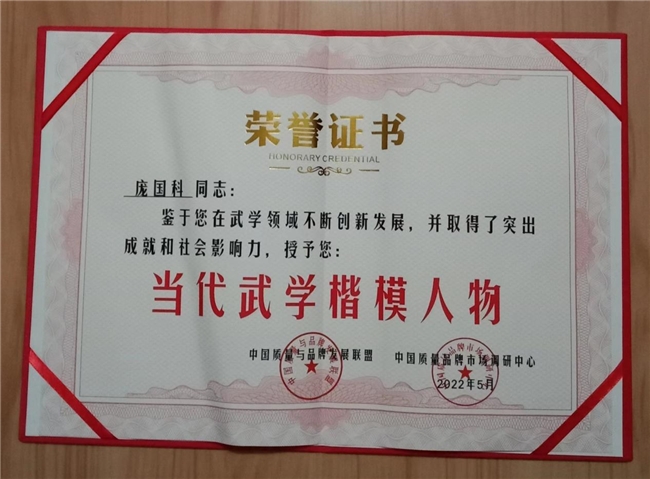 荣誉证书
HONORARY CREDENTIAL
庞国科 同志：
鉴于您在武学领域不断创新发展，并取得了突出
成就和社会影响力，授予您：
当代武学楷模人物
中国质量与品牌发展联盟 中国质量品牌市场调研中心
2022年5月